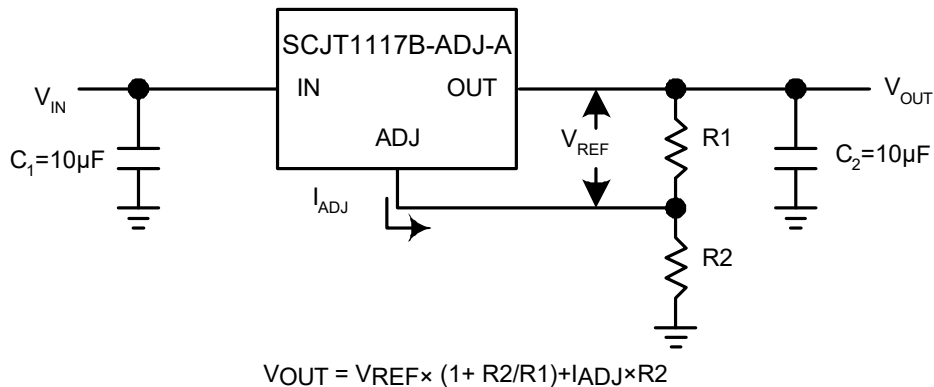 SCJT1117B-ADJ-A
IN
OUT
ADJ
V_IN
V_OUT
V_REF
R1
C_1=10µF
C_2=10µF
I_ADJ
R2
VOUT = VREF× (1+ R2/R1)+IADJ×R2